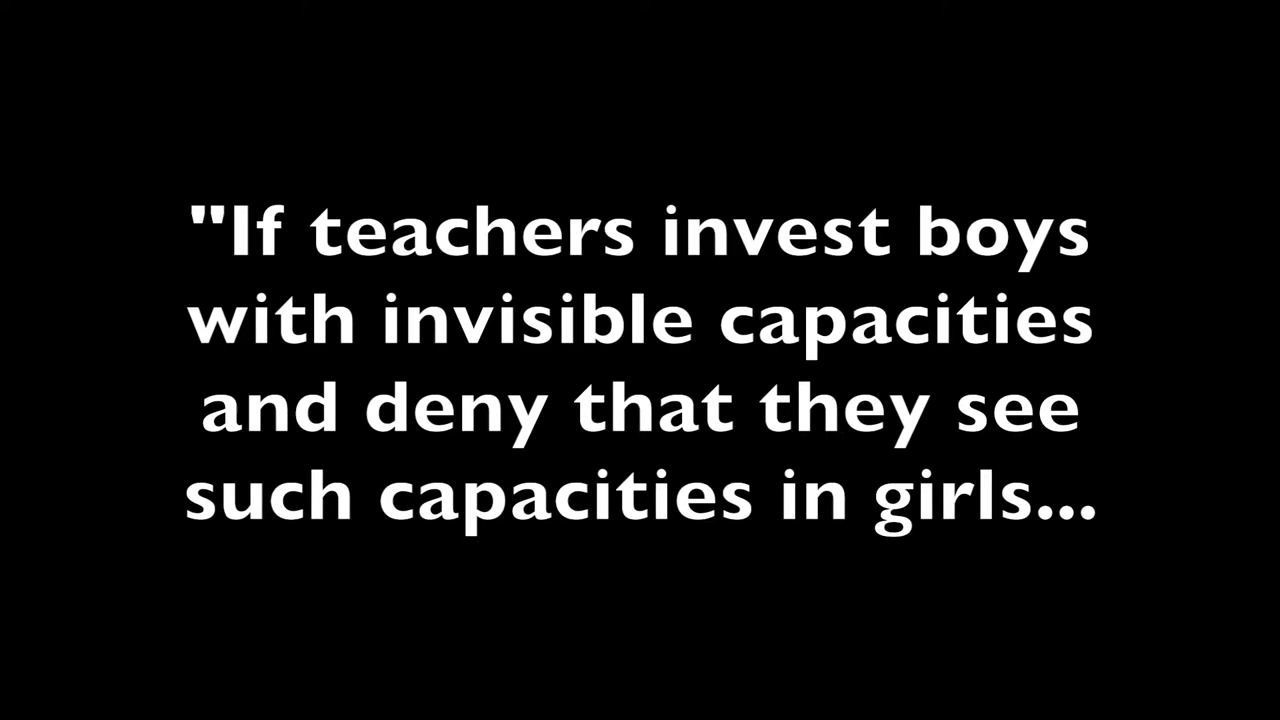 "If teachers invest boys
with invisible capacities
and deny that they see
such capacities in girls...